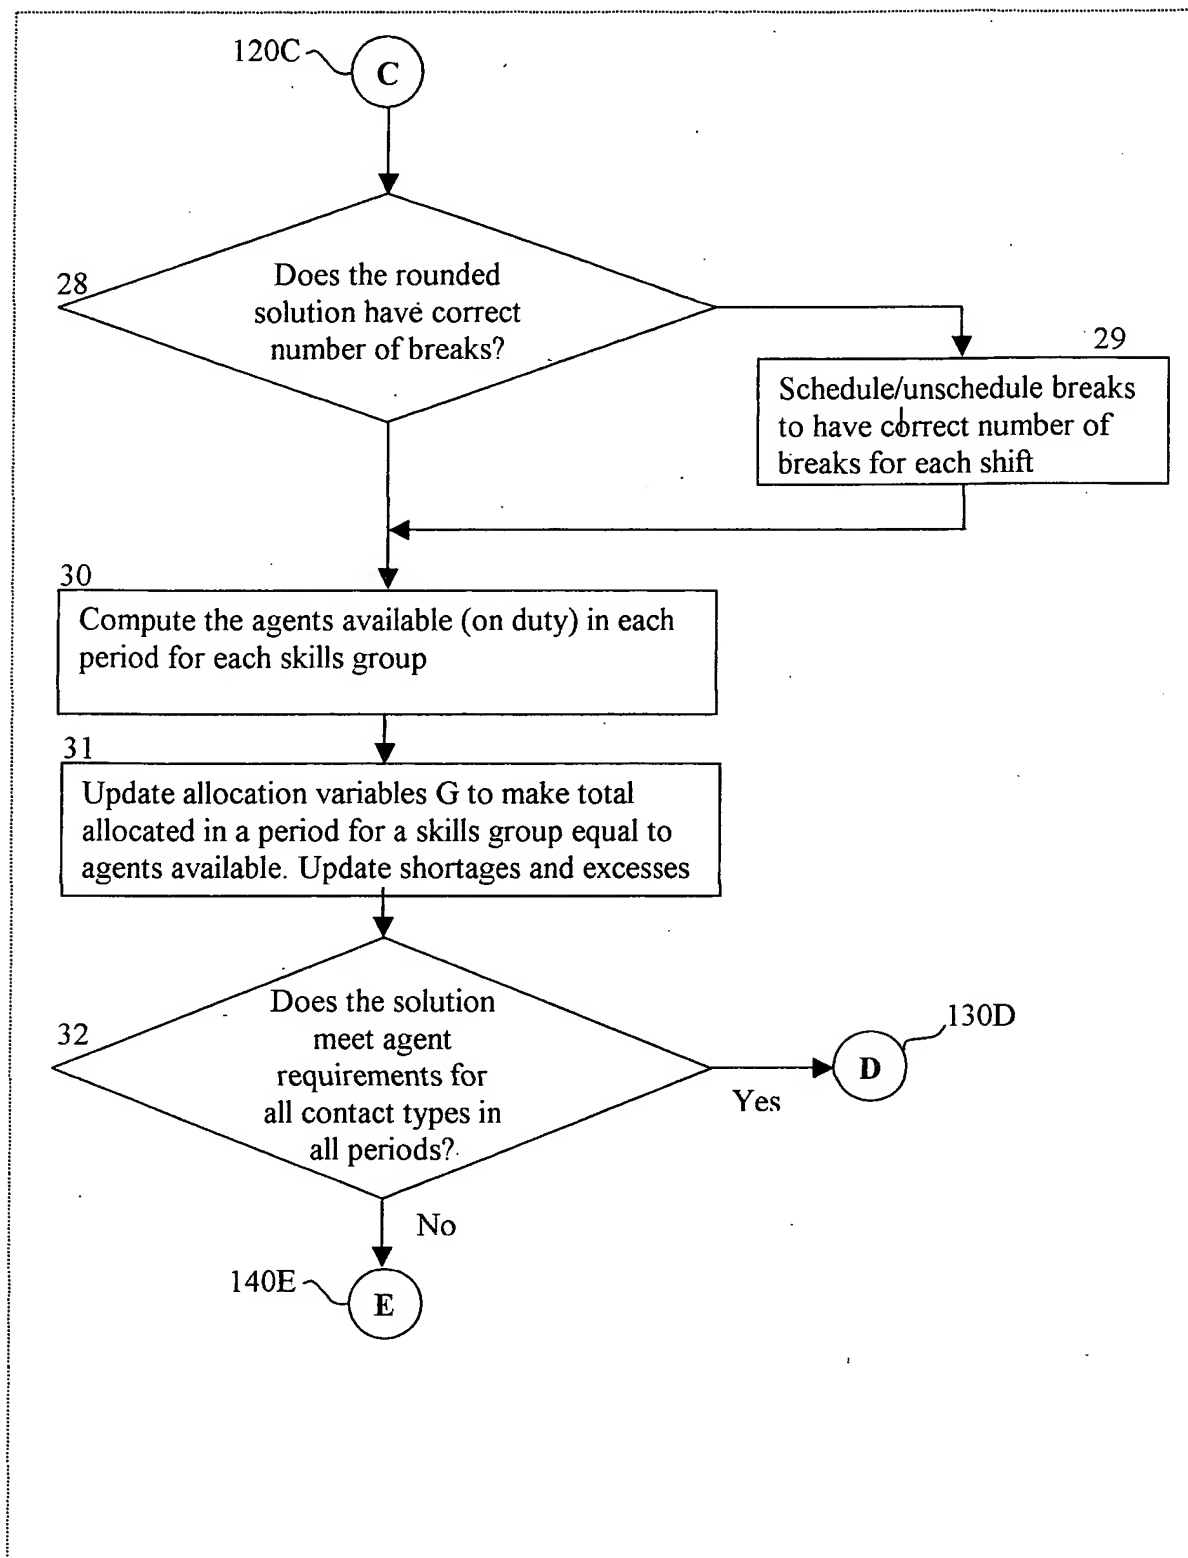 120C
C
28
Does the rounded
solution have correct
number of breaks?
29
Schedule/unschedule breaks
to have correct number of
breaks for each shift
30
Compute the agents available (on duty) in each
period for each skills group
31
Update allocation variables G to make total
allocated in a period for a skills group equal to
agents available. Update shortages and excesses
32
Does the solution
meet agent
requirements for
all contact types in
all periods?
130D
D
Yes
No
140E
E